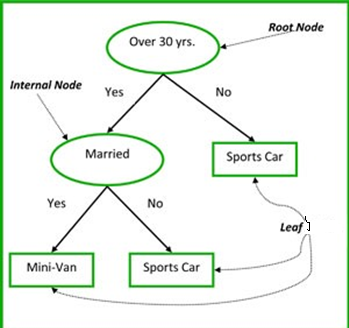 Root Node
Over 30 yrs.
Internal Node
Yes
No
Married
Sports Car
Yes
No
Leaf
Mini-Van
Sports Car